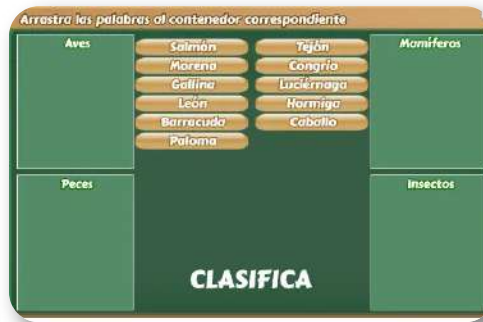 Arrastra las palabras al contenedor correspondiente
Aves
Salmón
Tejón
Mamíferos
Morena
Congrio
Gallina
Luciérnaga
León
Hormiga
Barracuda
Caballo
Paloma
Peces
Insectos
CLASIFICA